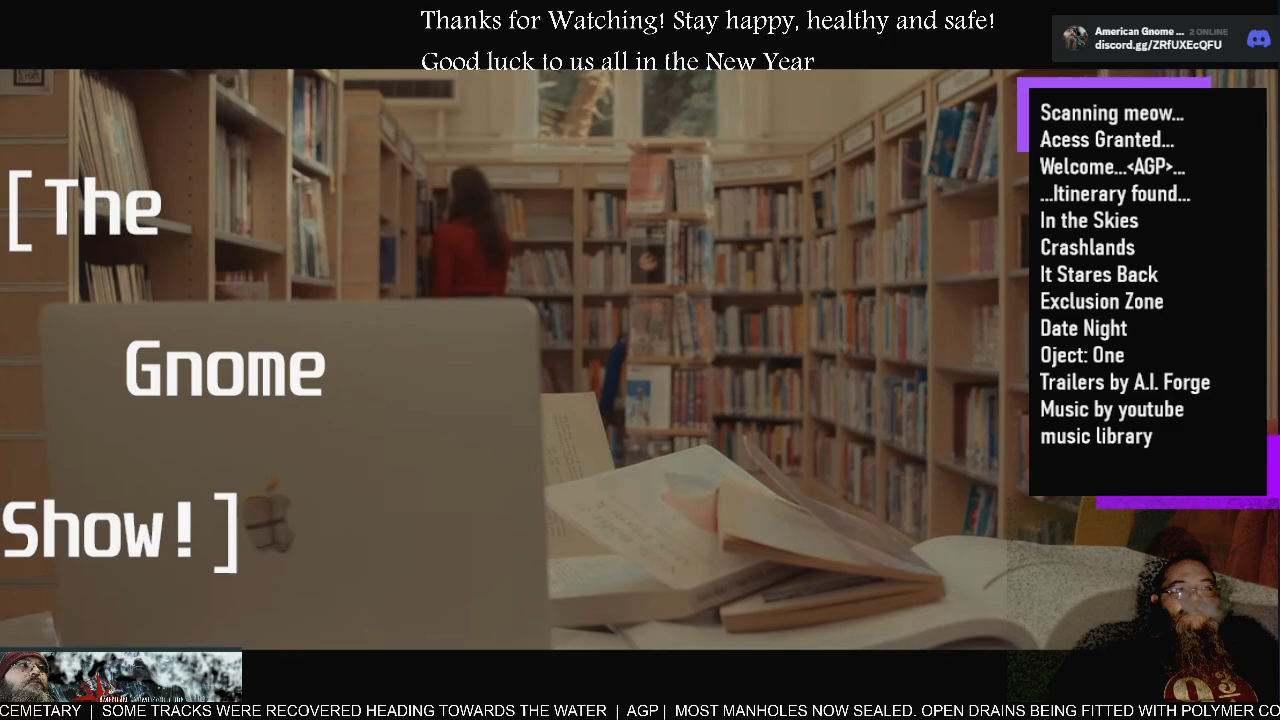 Thanks for Watching! Stay happy, healthy and safe!
Good luck to us all in the New Year
American Gnome ... 2 ONLINE
discord.gg/ZRfUXEcQFU
[The
Gnome
Show!]
Scanning meow...
Acess Granted...
Welcome...<AGP>...
...Itinerary found...
In the Skies
Crashlands
It Stares Back
Exclusion Zone
Date Night
Oject: One
Trailers by A.I. Forge
Music by youtube
music library
CEMETARY | SOME TRACKS WERE RECOVERED HEADING TOWARDS THE WATER | AGP | MOST MANHOLES NOW SEALED. OPEN DRAINS BEING FITTED WITH POLYMER CO